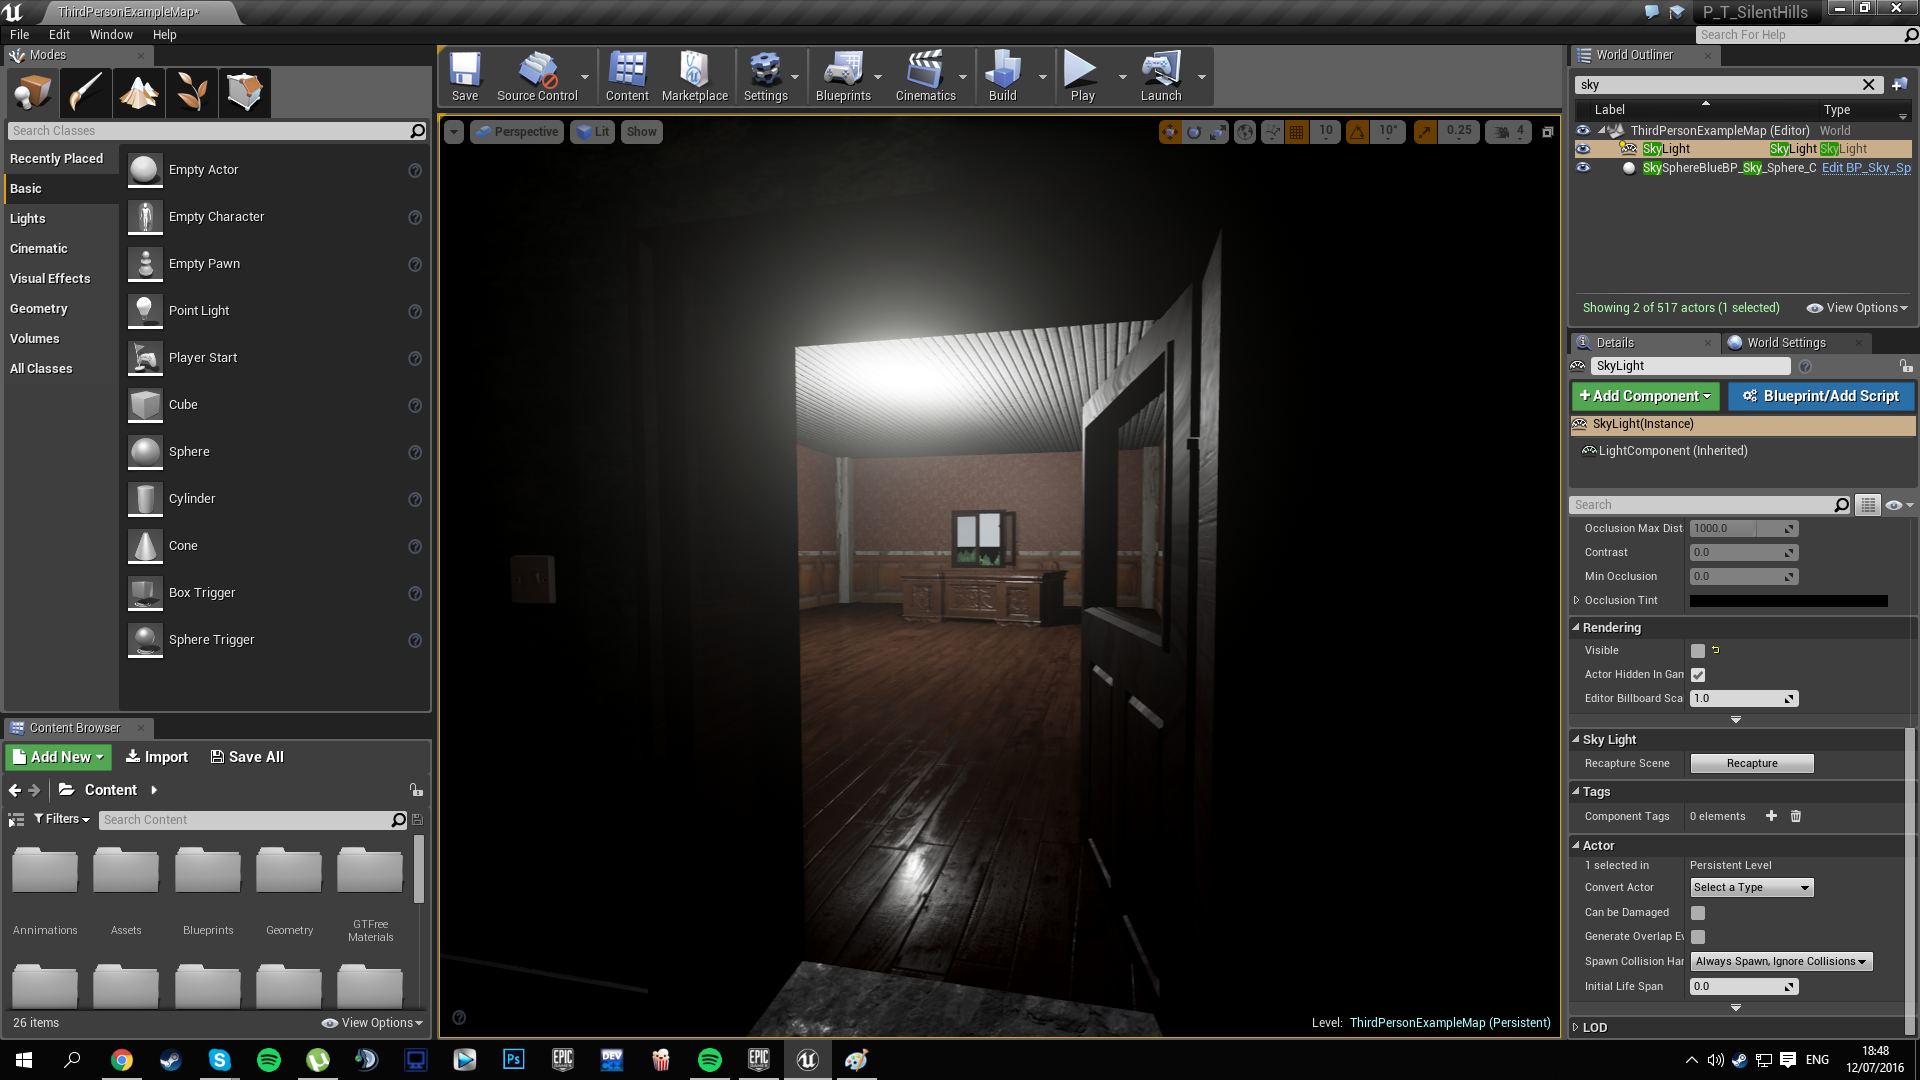 ThirdPersonExampleMap*
P_T_SilentHills
File Edit Window Help
Search For Help
Modes
Search Classes
Recently Placed
Basic
Lights
Cinematic
Visual Effects
Geometry
Volumes
All Classes
Empty Actor
Empty Character
Empty Pawn
Point Light
Player Start
Cube
Sphere
Cylinder
Cone
Box Trigger
Sphere Trigger
Save Source Control Content Marketplace Settings Blueprints Cinematics Build Play Launch
Perspective Lit Show
10 10° 0.25 4
Level: ThirdPersonExampleMap (Persistent)
World Outliner
sky
Label Type
ThirdPersonExampleMap (Editor) World
SkyLight SkyLight SkyLight
SkySphereBlueBP_Sky_Sphere_C Edit BP_Sky_Sp
Showing 2 of 517 actors (1 selected) View Options
Details World Settings
SkyLight
+Add Component Blueprint/Add Script
SkyLight(Instance)
LightComponent (Inherited)
Search
Occlusion Max Dist 1000.0
Contrast 0.0
Min Occlusion 0.0
Occlusion Tint
Rendering
Visible
Actor Hidden In Gam
Editor Billboard Sca 1.0
Sky Light
Recapture Scene Recapture
Tags
Component Tags 0 elements
Actor
1 selected in Persistent Level
Convert Actor Select a Type
Can be Damaged
Generate Overlap Ev
Spawn Collision Har Always Spawn, Ignore Collisions
Initial Life Span 0.0
LOD
Content Browser
Add New Import Save All
Content
Filters Search Content
Annimations Assets Blueprints Geometry GTFree
Materials
26 items View Options
Ps EPIC GAMES DEV EPIC GAMES
ENG
18:48
12/07/2016